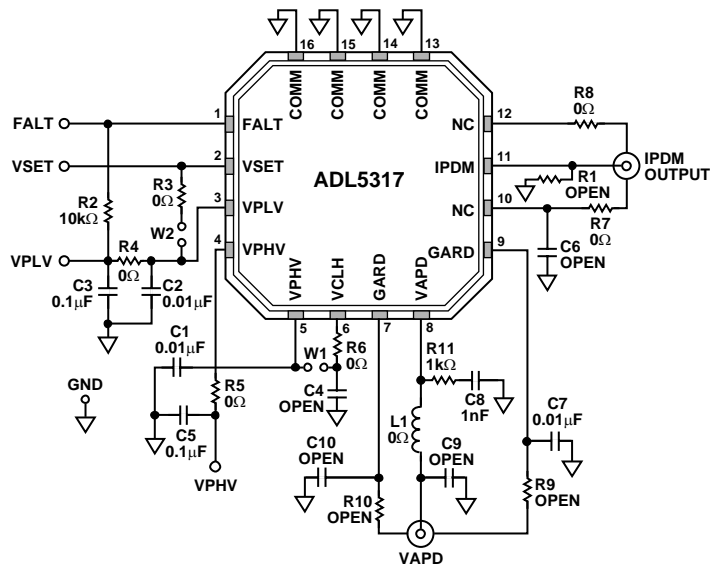 16 15 14 13
COMM COMM COMM COMM
R8
0Ω
1 FALT NC 12
FALT
VSET
2 VSET IPDM 11
IPDM
OUTPUT
R3
0Ω
ADL5317
R1
OPEN
R2
10kΩ
3 VPLV NC 10
W2
R7
0Ω
4 VPHV GARD 9
VPLV
R4
0Ω
C6
OPEN
C3
0.1µF
C2
0.01µF
VPHV VCLH GARD VAPD
5 6 7 8
C1
0.01µF
W1
R6
0Ω
R11
1kΩ
GND
R5
0Ω
C4
OPEN
C8
1nF
C7
0.01µF
C5
0.1µF
L1
0Ω
C10
OPEN
C9
OPEN
R9
OPEN
VPHV
R10
OPEN
VAPD